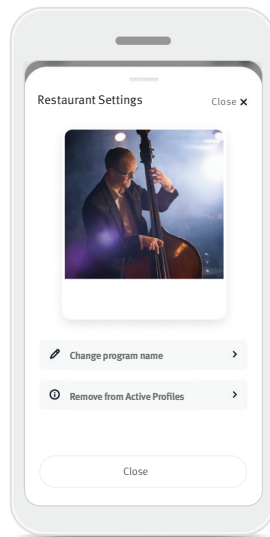 Restaurant Settings
Close ×
Change program name
Remove from Active Profiles
Close